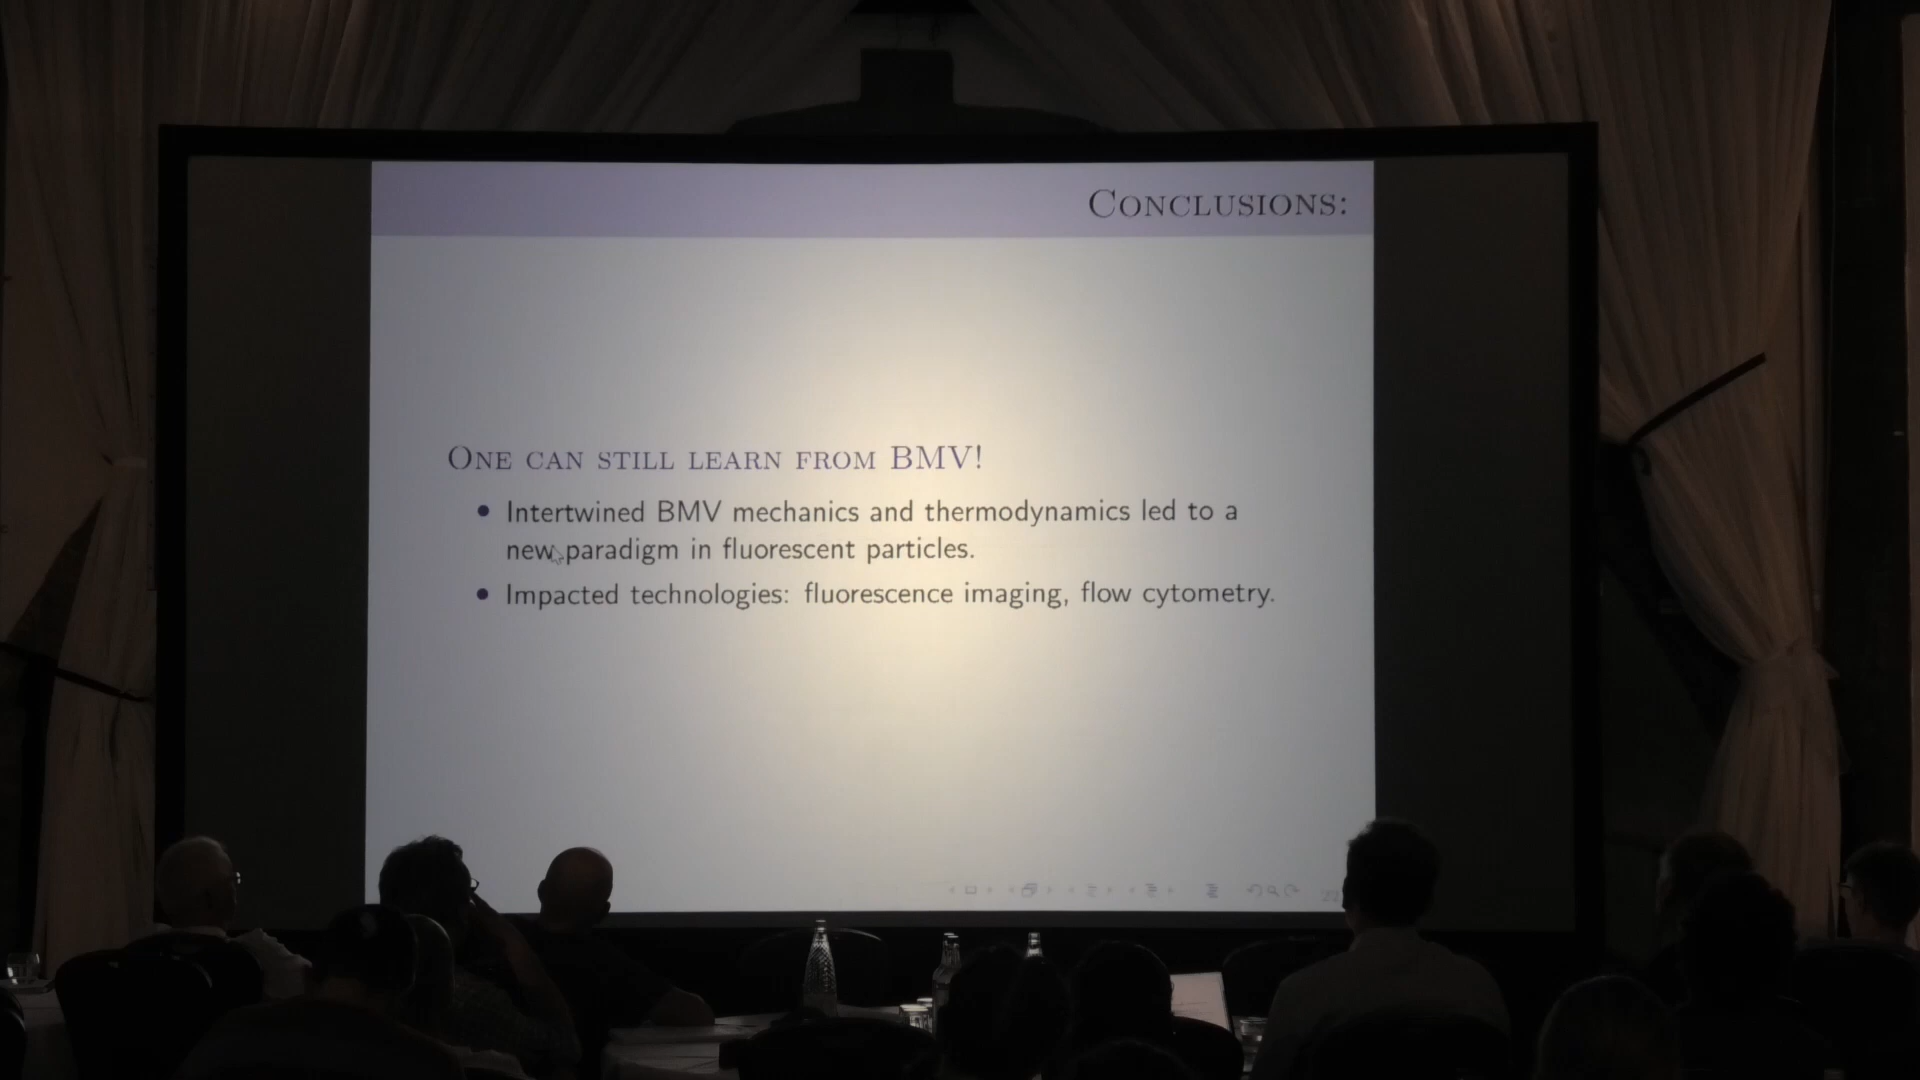 CONCLUSIONS:
ONE CAN STILL LEARN FROM BMV!
• Intertwined BMV mechanics and thermodynamics led to a
new paradigm in fluorescent particles.
• Impacted technologies: fluorescence imaging, flow cytometry.